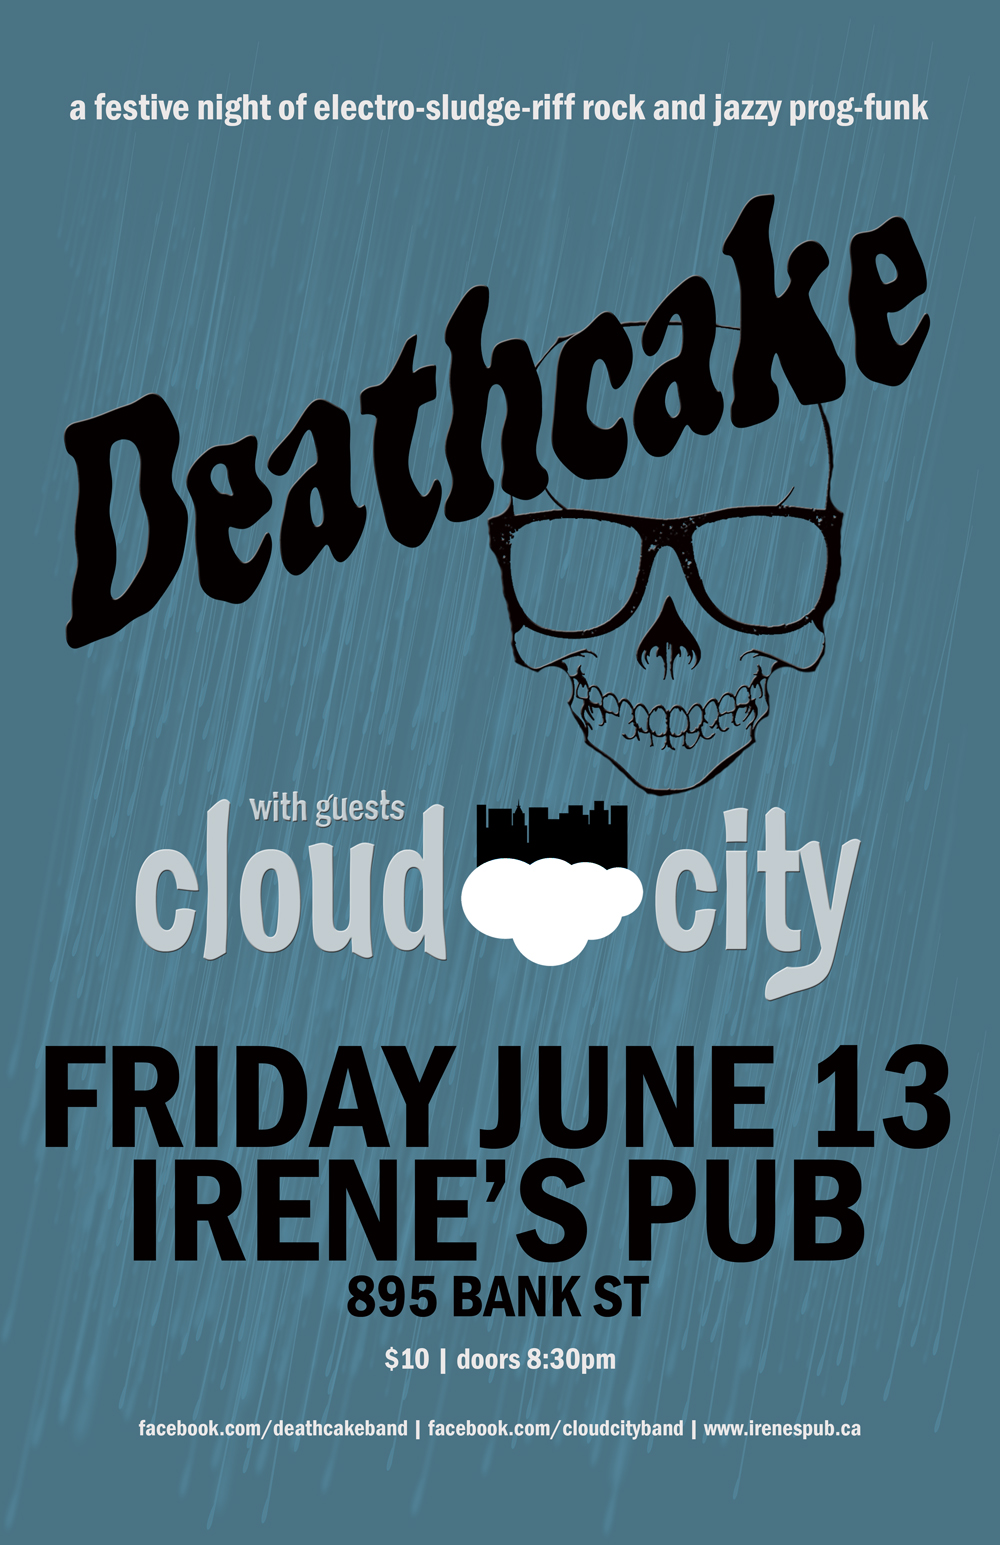 a festive night of electro-sludge-riff rock and jazzy prog-funk
Deathcake
with guests
cloud city
FRIDAY JUNE 13
IRENE’S PUB
895 BANK ST
$10 | doors 8:30pm
facebook.com/deathcakeband | facebook.com/cloudcityband | www.irenespub.ca